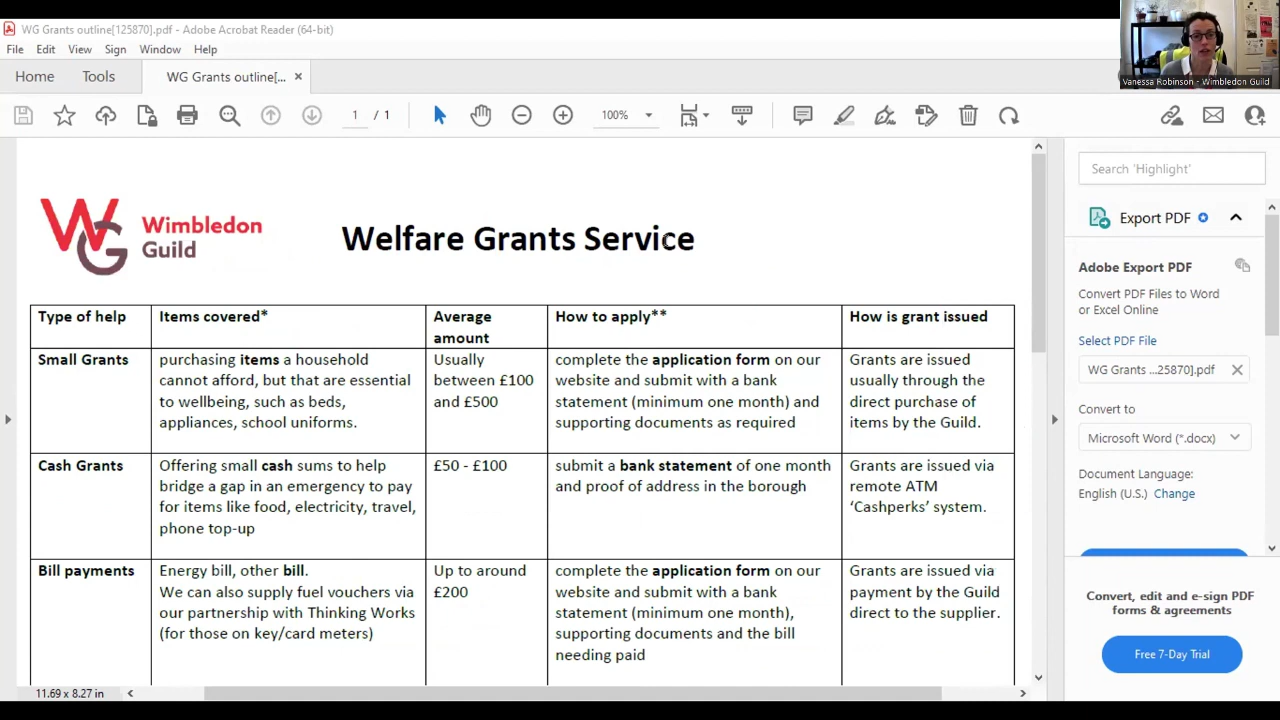 WG Grants outline[125870].pdf - Adobe Acrobat Reader (64-bit)
File Edit View Sign Window Help
Home Tools WG Grants outline[... ×
1 / 1 100%
Vanessa Robinson - Wimbledon Guild
WG Wimbledon
Guild
Welfare Grants Service
Type of help
Items covered*
Average
amount
How to apply**
How is grant issued
Small Grants
purchasing items a household
cannot afford, but that are essential
to wellbeing, such as beds,
appliances, school uniforms.
Usually
between £100
and £500
complete the application form on our
website and submit with a bank
statement (minimum one month) and
supporting documents as required
Grants are issued
usually through the
direct purchase of
items by the Guild.
Cash Grants
Offering small cash sums to help
bridge a gap in an emergency to pay
for items like food, electricity, travel,
phone top-up
£50 - £100
submit a bank statement of one month
and proof of address in the borough
Grants are issued via
remote ATM
‘Cashperks’ system.
Bill payments
Energy bill, other bill.
We can also supply fuel vouchers via
our partnership with Thinking Works
(for those on key/card meters)
Up to around
£200
complete the application form on our
website and submit with a bank
statement (minimum one month),
supporting documents and the bill
needing paid
Grants are issued via
payment by the Guild
direct to the supplier.
11.69 x 8.27 in
Search 'Highlight'
Export PDF
Adobe Export PDF
Convert PDF Files to Word
or Excel Online
Select PDF File
WG Grants ...25870].pdf
Convert to
Microsoft Word (*.docx)
Document Language:
English (U.S.) Change
Convert, edit and e-sign PDF
forms & agreements
Free 7-Day Trial